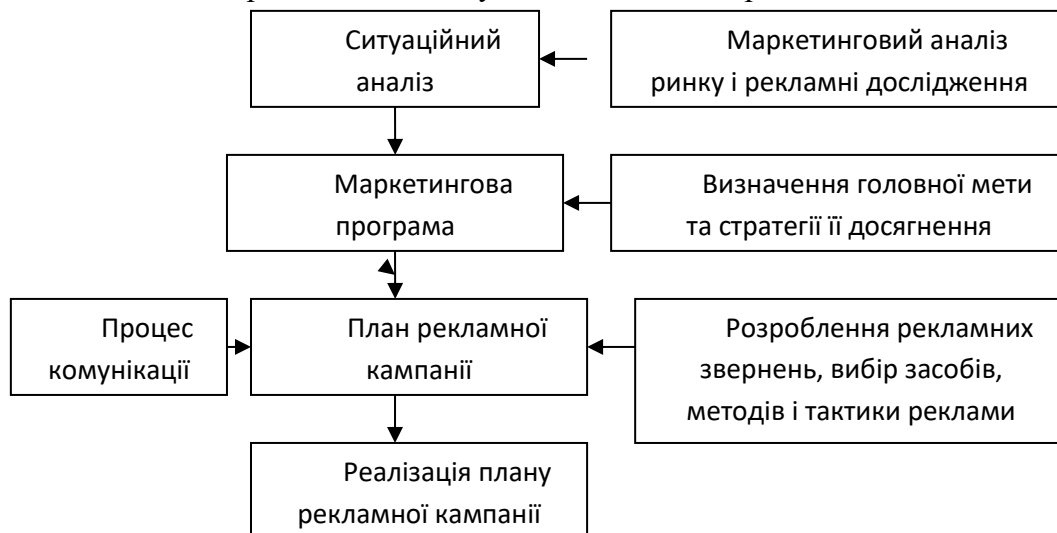 Ситуаційний
аналіз
Маркетинговий аналіз
ринку і рекламні дослідження
Маркетингова
програма
Визначення головної мети
та стратегії її досягнення
Процес
комунікації
План рекламної
кампанії
Розроблення рекламних
звернень, вибір засобів,
методів і тактики реклами
Реалізація плану
рекламної кампанії